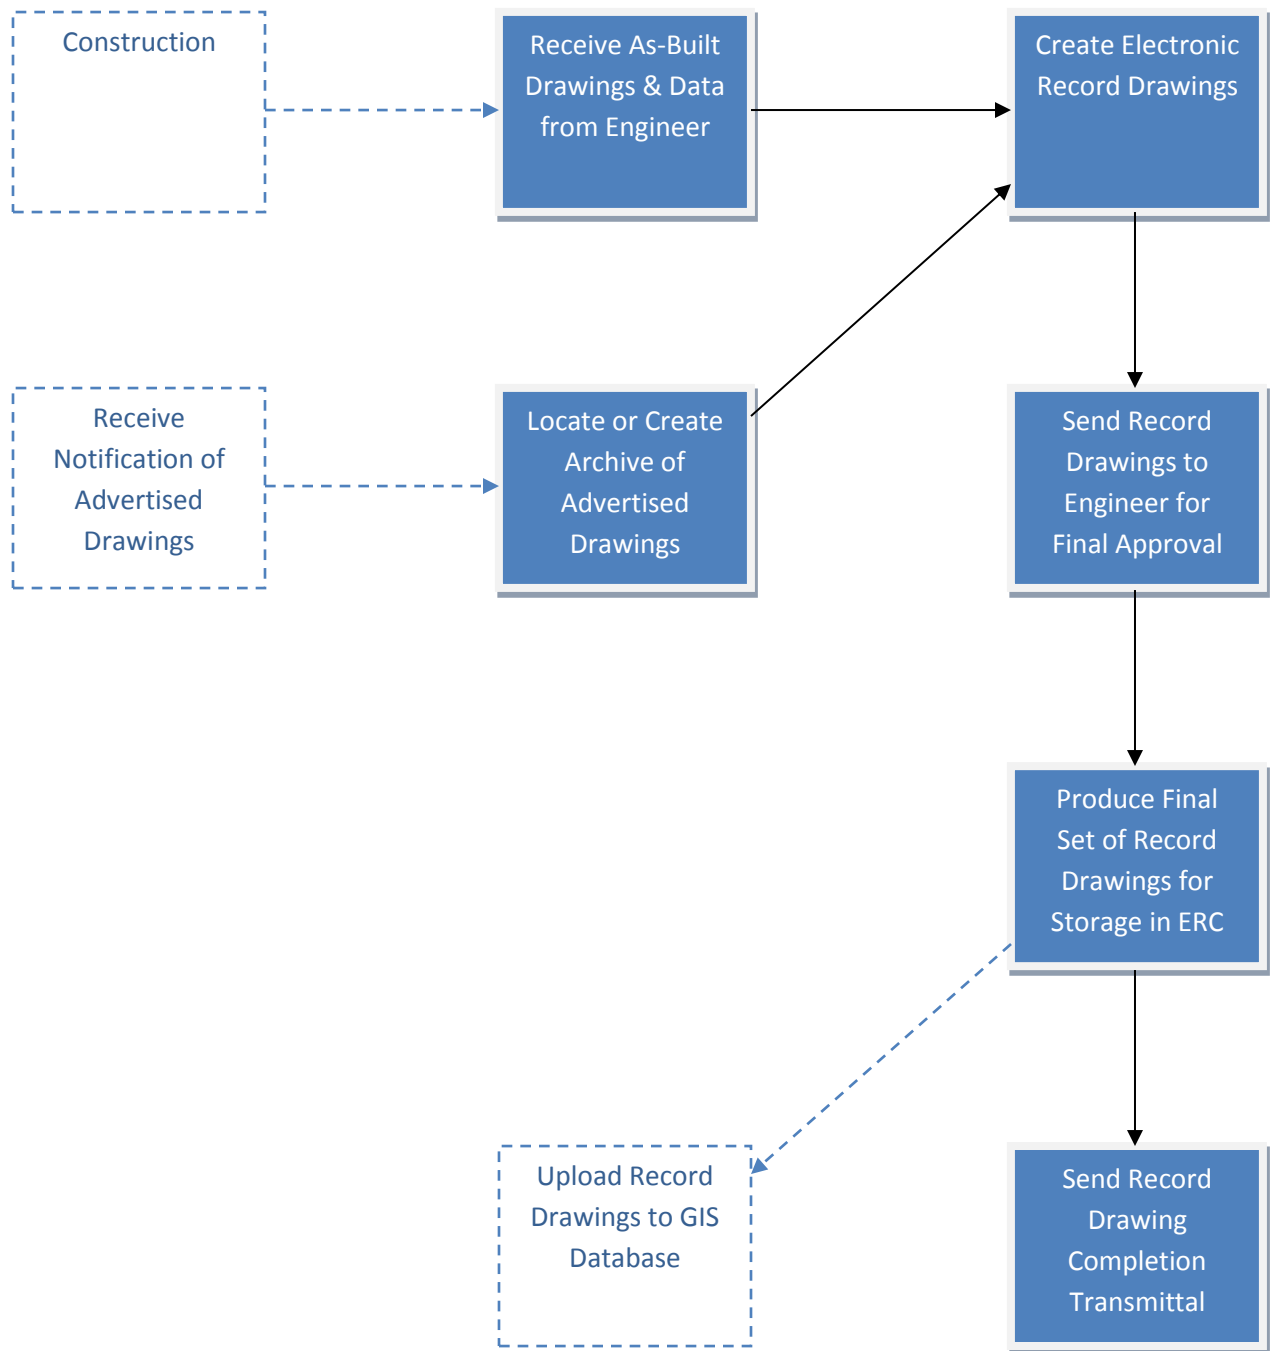 Construction
Receive As-Built
Drawings & Data
from Engineer
Create Electronic
Record Drawings
Receive
Notification of
Advertised
Drawings
Locate or Create
Archive of
Advertised
Drawings
Send Record
Drawings to
Engineer for
Final Approval
Produce Final
Set of Record
Drawings for
Storage in ERC
Upload Record
Drawings to GIS
Database
Send Record
Drawing
Completion
Transmittal